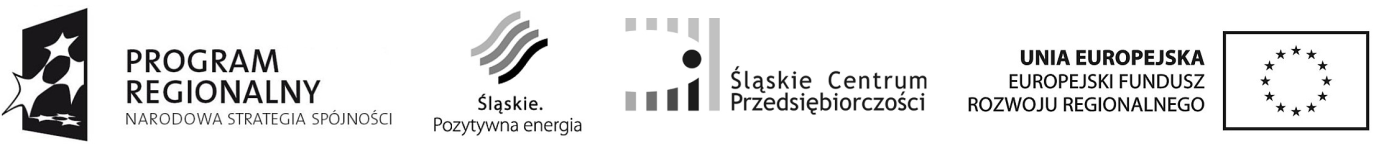 PROGRAM
REGIONALNY
NARODOWA STRATEGIA SPÓJNOŚCI
Śląskie.
Pozytywna energia
Śląskie Centrum
Przedsiębiorczości
UNIA EUROPEJSKA
EUROPEJSKI FUNDUSZ
ROZWOJU REGIONALNEGO